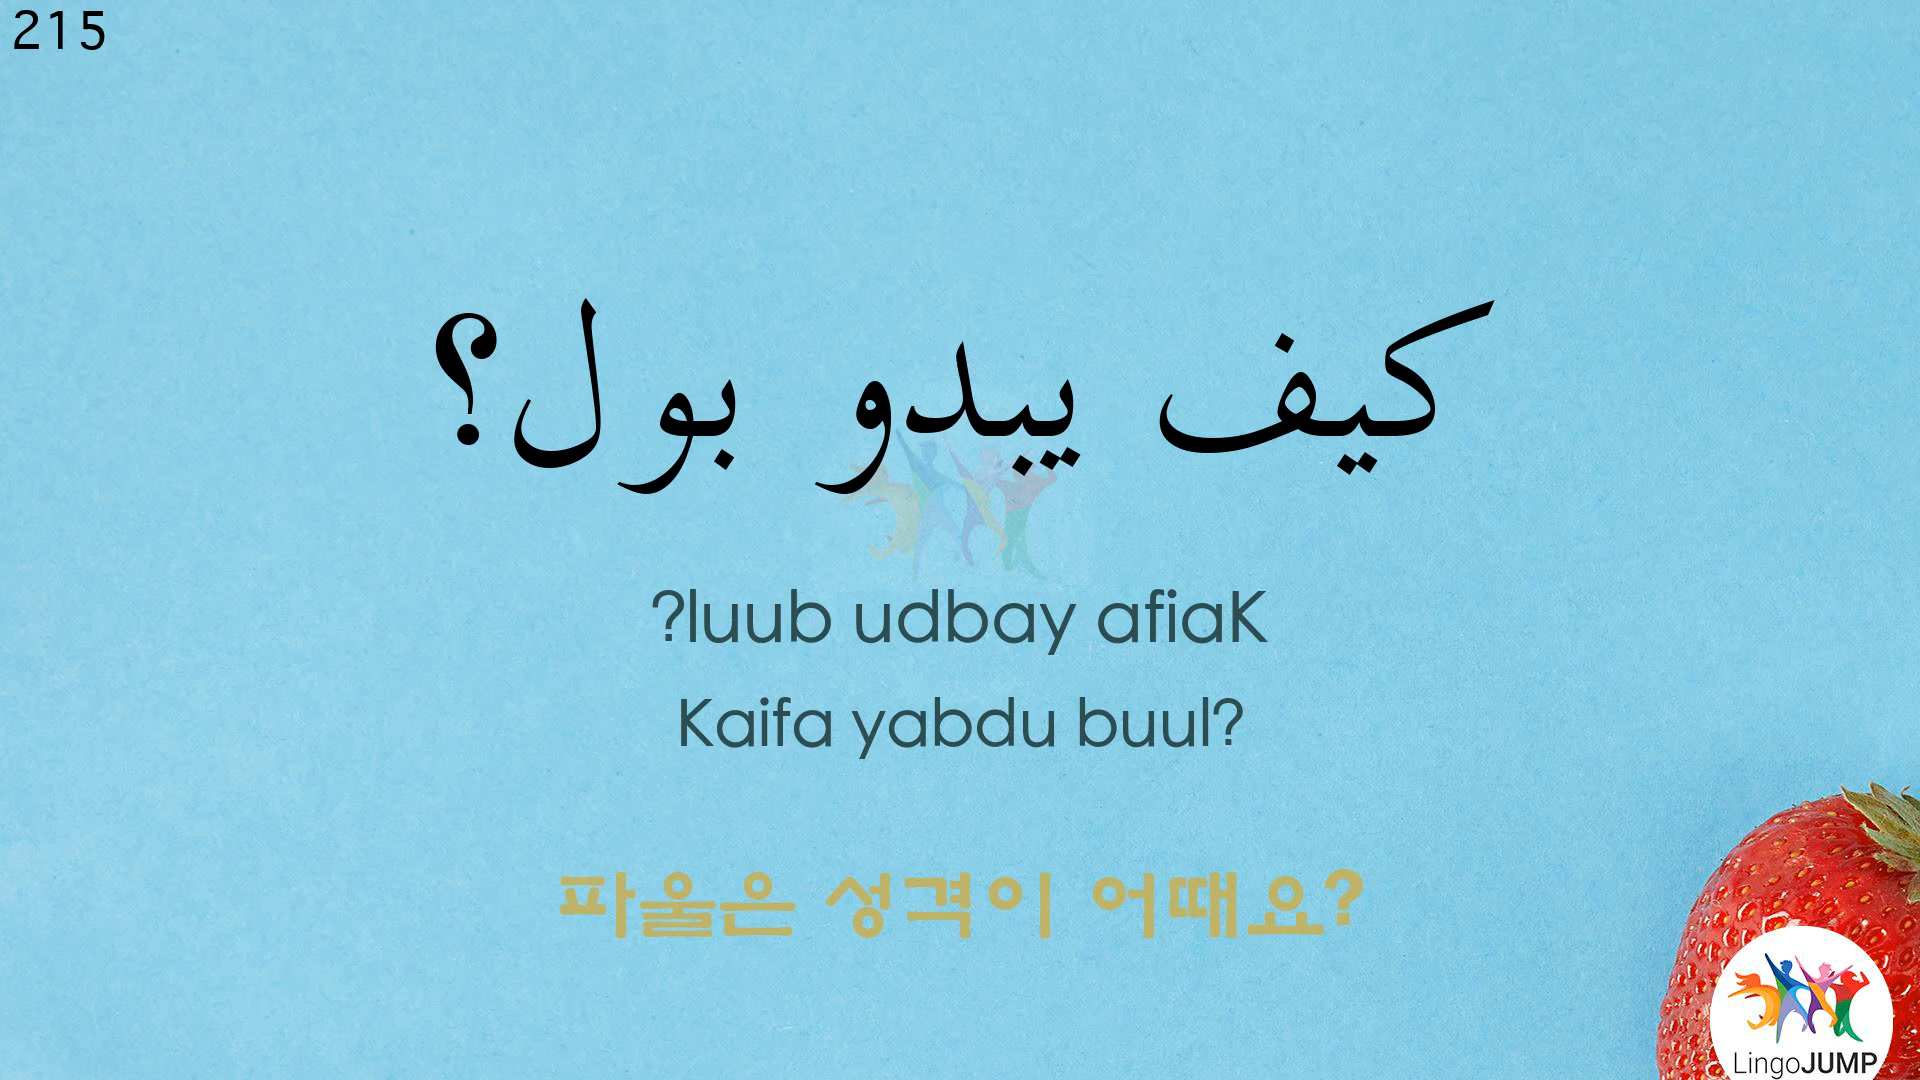 215
كيف يبدو بول؟
?luub udbay afiaK
Kaifa yabdu buul?
파울은 성격이 어때요?
LingoJUMP